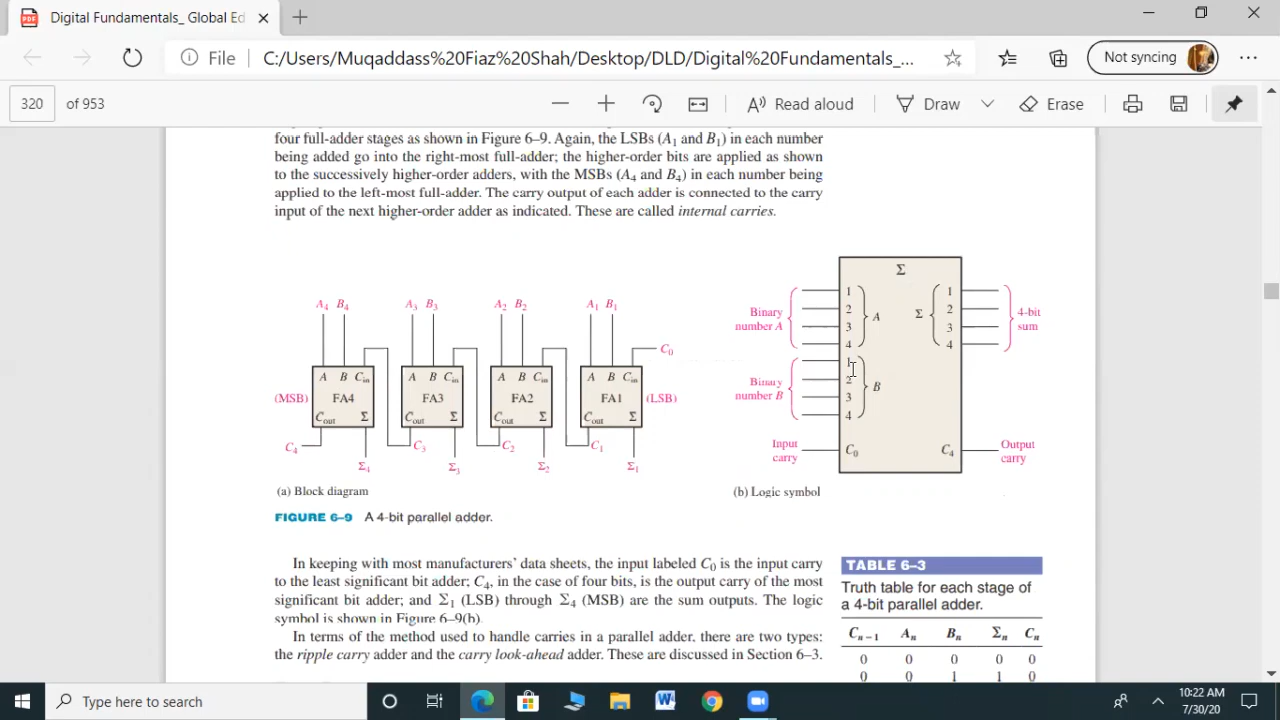 Digital Fundamentals_ Global Ed
File C:/Users/Muqaddass%20Fiaz%20Shah/Desktop/DLD/Digital%20Fundamentals_... Not syncing
320 of 953 Read aloud Draw Erase
four full-adder stages as shown in Figure 6–9. Again, the LSBs (A₁ and B₁) in each number
being added go into the right-most full-adder; the higher-order bits are applied as shown
to the successively higher-order adders, with the MSBs (A₄ and B₄) in each number being
applied to the left-most full-adder. The carry output of each adder is connected to the carry
input of the next higher-order adder as indicated. These are called internal carries.
A₄ B₄ A₃ B₃ A₂ B₂ A₁ B₁
C₀
A B Cin A B Cin A B Cin A B Cin
(MSB) FA4 FA3 FA2 FA1 (LSB)
Cout Σ Cout Σ Cout Σ Cout Σ
C₄ C₃ C₂ C₁
Σ₄ Σ₃ Σ₂ Σ₁
(a) Block diagram
Σ
Binary
number A
1
2
3
4
A
Binary
number B
1
2
3
4
B
Input
carry
C₀
Σ
1
2
3
4
4-bit
sum
C₄
Output
carry
(b) Logic symbol
FIGURE 6–9 A 4-bit parallel adder.
In keeping with most manufacturers' data sheets, the input labeled C₀ is the input carry
to the least significant bit adder; C₄, in the case of four bits, is the output carry of the most
significant bit adder; and Σ₁ (LSB) through Σ₄ (MSB) are the sum outputs. The logic
symbol is shown in Figure 6–9(b).
In terms of the method used to handle carries in a parallel adder, there are two types:
the ripple carry adder and the carry look-ahead adder. These are discussed in Section 6–3.
TABLE 6–3
Truth table for each stage of
a 4-bit parallel adder.
Cₙ₋₁ Aₙ Bₙ Σₙ Cₙ
0 0 0 0 0
0 0 1 1 0
Type here to search
10:22 AM
7/30/20